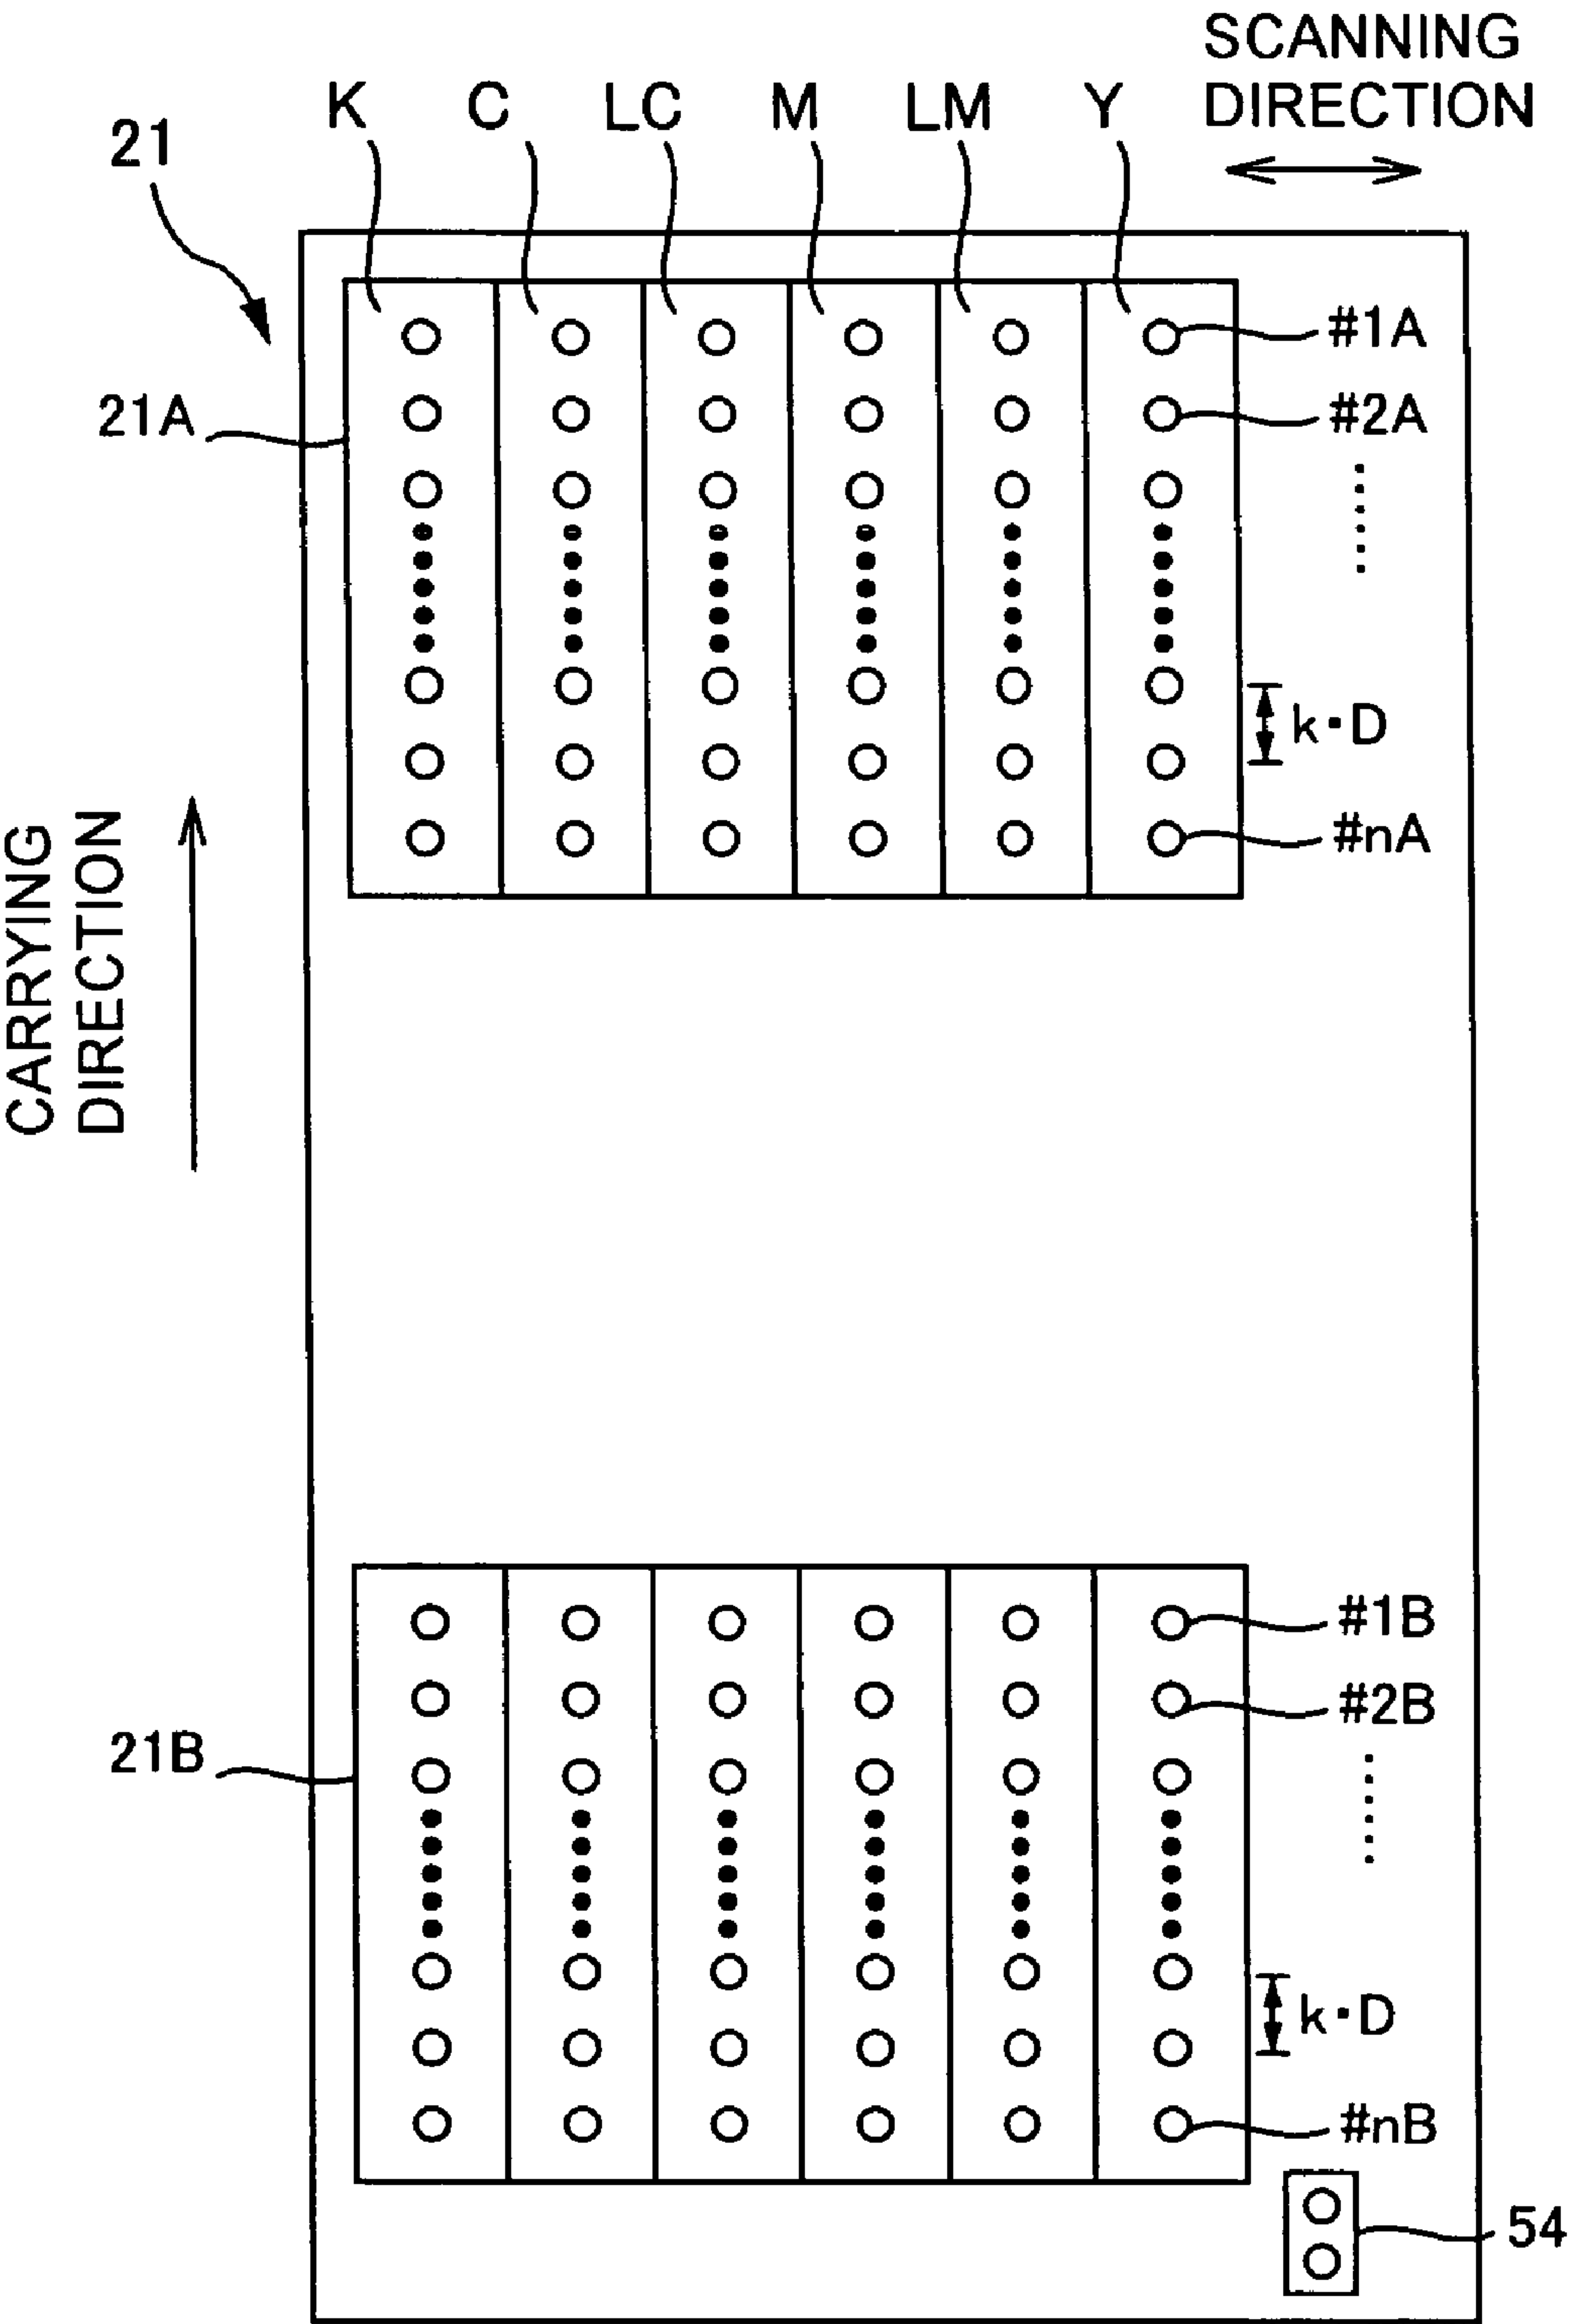 SCANNING
DIRECTION
K C LC M LM Y
21
#1A
21A
#2A
k·D
#nA
CARRYING
DIRECTION
#1B
#2B
21B
k·D
#nB
54